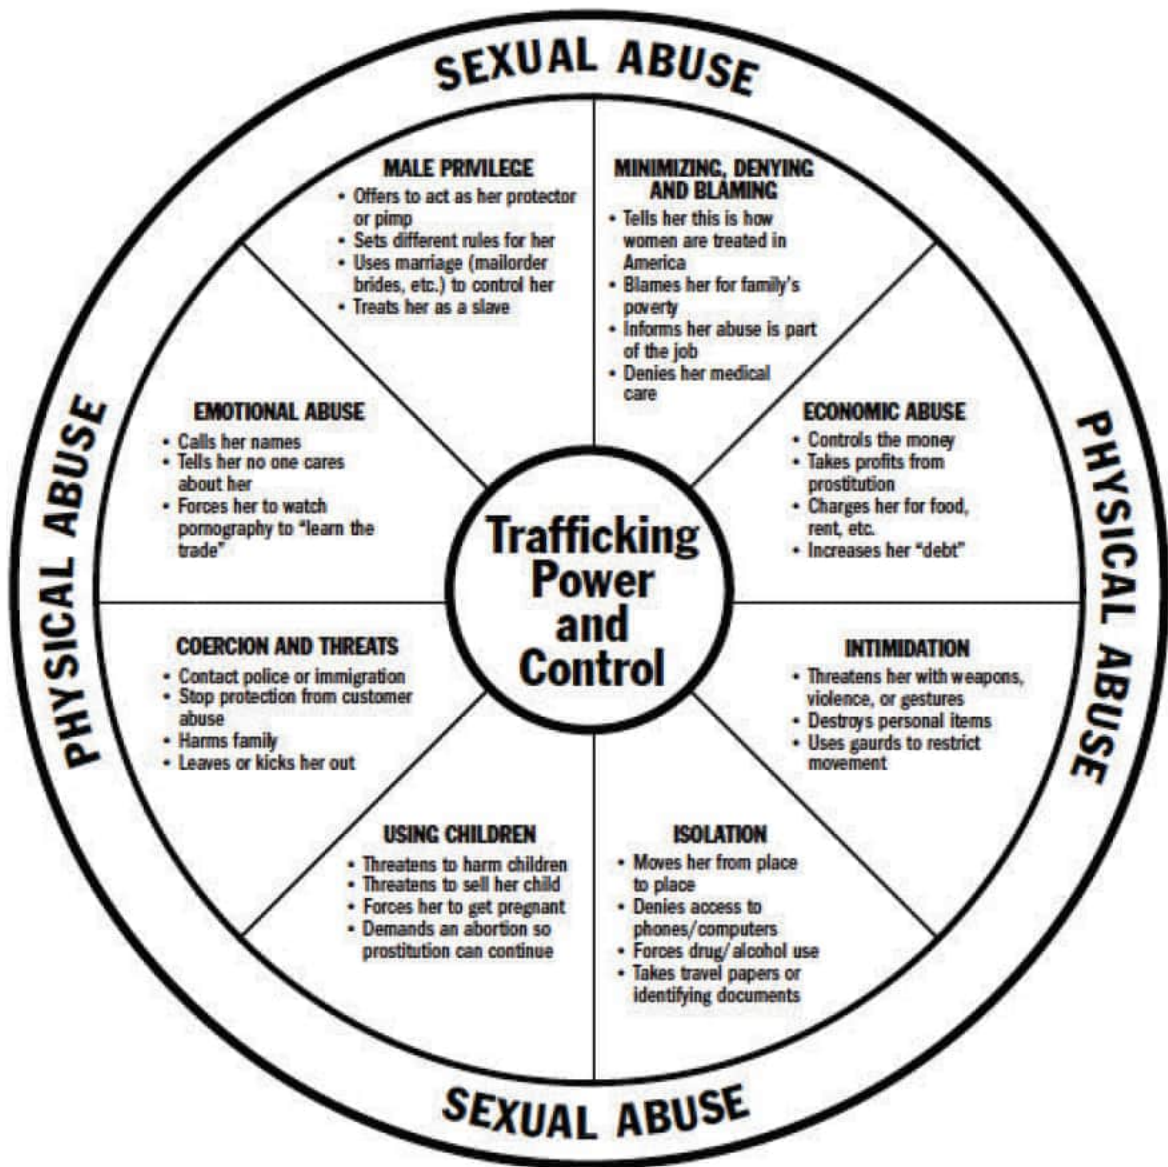 SEXUAL ABUSE
MALE PRIVILEGE
• Offers to act as her protector
or pimp
• Sets different rules for her
• Uses marriage (mailorder
brides, etc.) to control her
• Treats her as a slave
MINIMIZING, DENYING
AND BLAMING
• Tells her this is how
women are treated in
America
• Blames her for family's
poverty
• Informs her abuse is part
of the job
• Denies her medical
care
EMOTIONAL ABUSE
• Calls her names
• Tells her no one cares
about her
• Forces her to watch
pornography to "learn the
trade"
ECONOMIC ABUSE
• Controls the money
• Takes profits from
prostitution
• Charges her for food,
rent, etc.
• Increases her "debt"
PHYSICAL ABUSE
Trafficking
Power
and
Control
PHYSICAL ABUSE
COERCION AND THREATS
• Contact police or immigration
• Stop protection from customer
abuse
• Harms family
• Leaves or kicks her out
INTIMIDATION
• Threatens her with weapons,
violence, or gestures
• Destroys personal items
• Uses gaurds to restrict
movement
USING CHILDREN
• Threatens to harm children
• Threatens to sell her child
• Forces her to get pregnant
• Demands an abortion so
prostitution can continue
ISOLATION
• Moves her from place
to place
• Denies access to
phones/computers
• Forces drug/alcohol use
• Takes travel papers or
identifying documents
SEXUAL ABUSE